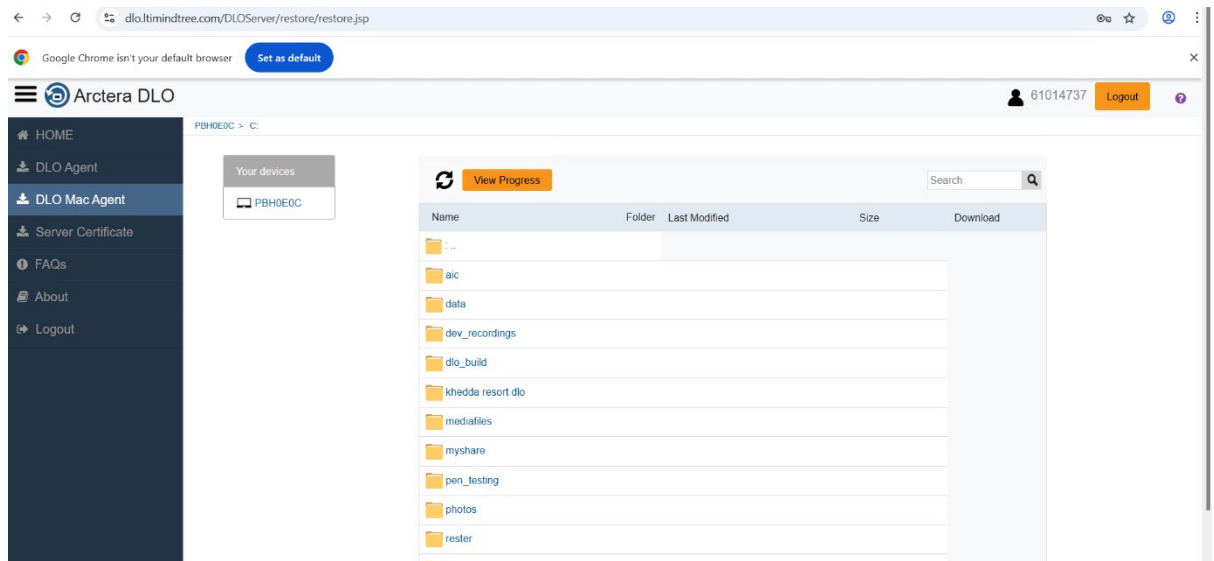 dlo.ltimindtree.com/DLOServer/restore/restore.jsp
Google Chrome isn't your default browser Set as default
Arctera DLO 61014737 Logout
PBH0E0C > C:
HOME
DLO Agent
DLO Mac Agent
Server Certificate
FAQs
About
Logout
Your devices
PBH0E0C
View Progress Search
Name Folder Last Modified Size Download
: ..
aic
data
dev_recordings
dlo_build
khedda resort dlo
mediafiles
myshare
pen_testing
photos
rester